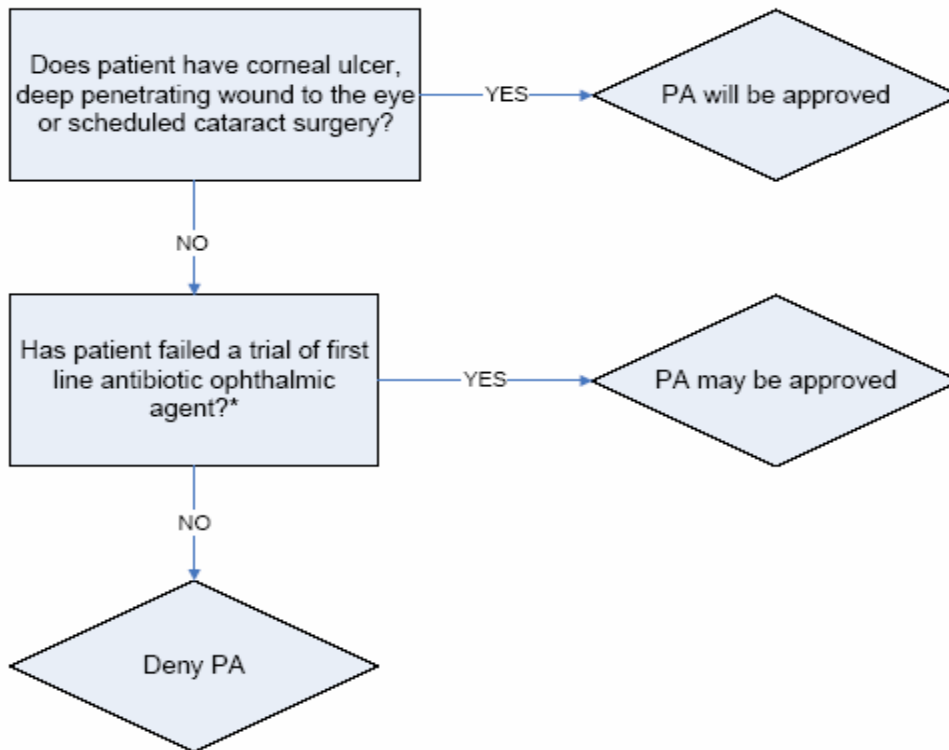 Does patient have corneal ulcer,
deep penetrating wound to the eye
or scheduled cataract surgery?
YES
PA will be approved
NO
Has patient failed a trial of first
line antibiotic ophthalmic
agent?*
YES
PA may be approved
NO
Deny PA